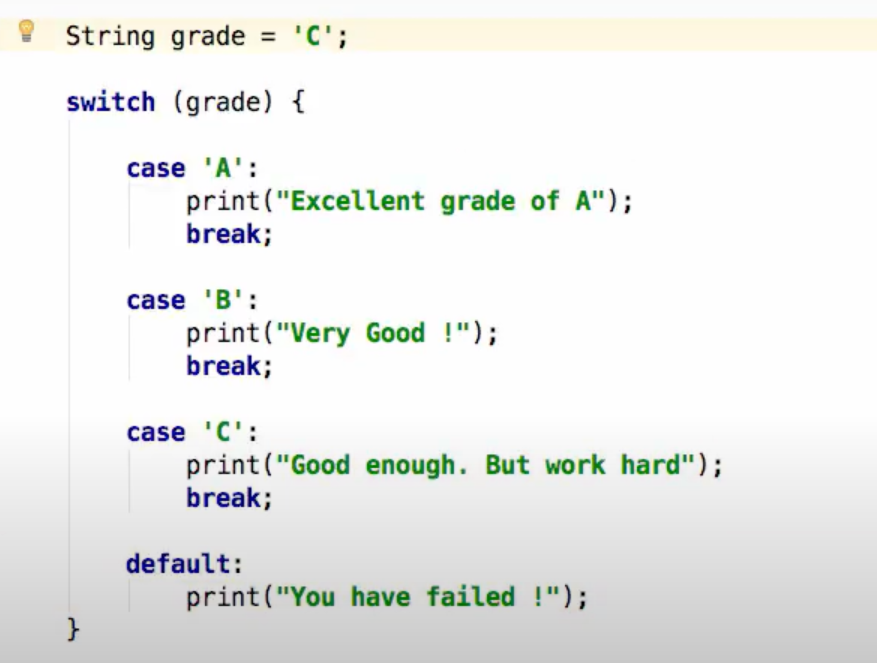 String grade = 'C';
switch (grade) {
case 'A':
print("Excellent grade of A");
break;
case 'B':
print("Very Good !");
break;
case 'C':
print("Good enough. But work hard");
break;
default:
print("You have failed !");
}